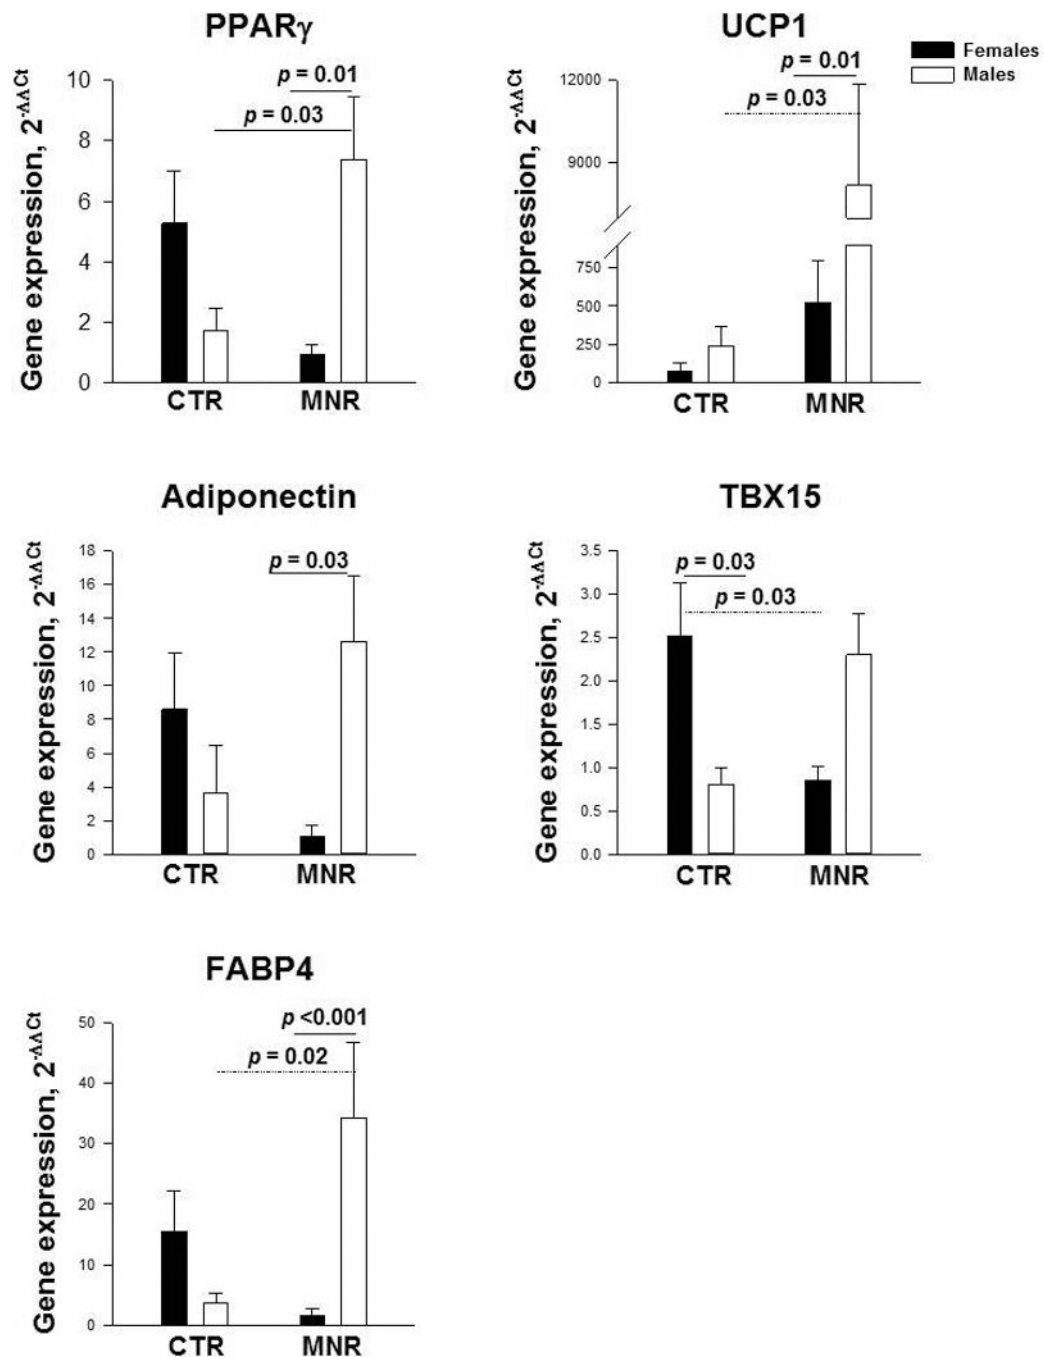 PPARγ
Gene expression, 2^-ΔΔCt
10
8
6
4
2
0
p = 0.01
p = 0.03
CTR MNR
UCP1
Females
Males
Gene expression, 2^-ΔΔCt
12000
9000
750
500
250
0
p = 0.01
p = 0.03
CTR MNR
Adiponectin
Gene expression, 2^-ΔΔCt
18
16
14
12
10
8
6
4
2
0
p = 0.03
CTR MNR
TBX15
Gene expression, 2^-ΔΔCt
3.5
3.0
2.5
2.0
1.5
1.0
0.5
0.0
p = 0.03
p = 0.03
CTR MNR
FABP4
Gene expression, 2^-ΔΔCt
50
40
30
20
10
0
p <0.001
p = 0.02
CTR MNR